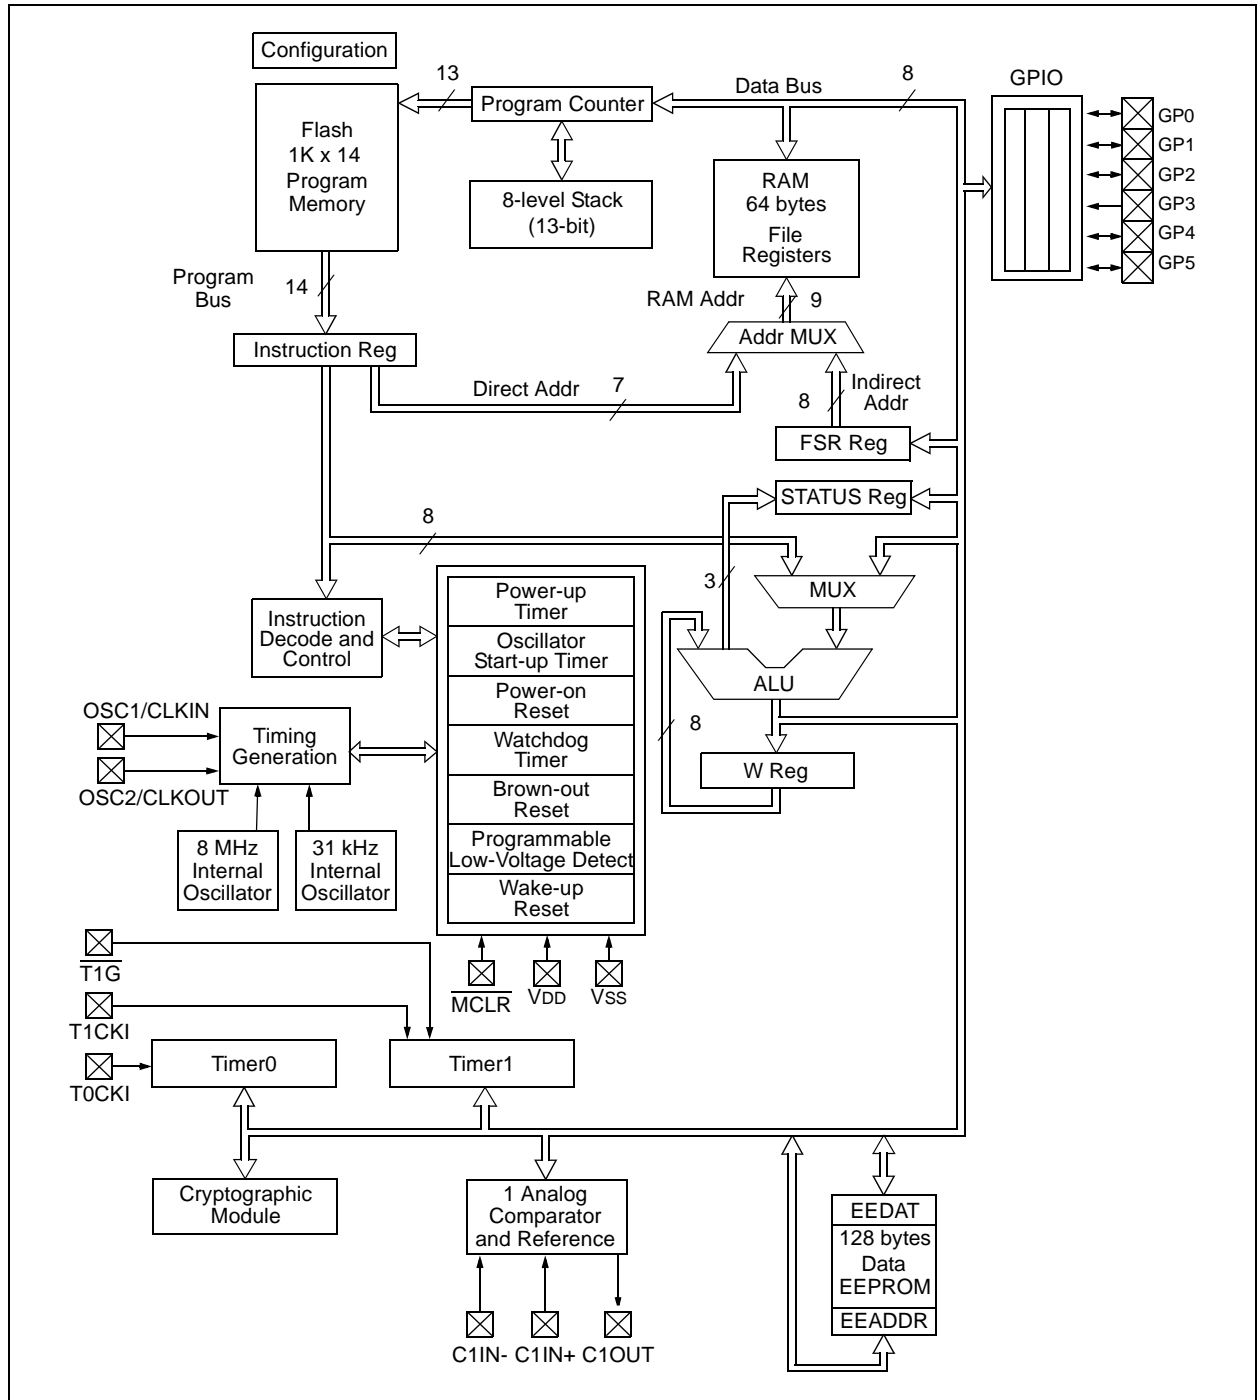 Configuration
13
8
Data Bus
GPIO
Program Counter
Flash
1K x 14
Program
Memory
GP0
GP1
GP2
GP3
GP4
GP5
8-level Stack
(13-bit)
RAM
64 bytes
File
Registers
Program
Bus
14
RAM Addr
9
Addr MUX
Instruction Reg
Direct Addr
7
8
Indirect
Addr
FSR Reg
STATUS Reg
8
3
MUX
Instruction
Decode and
Control
Power-up
Timer
Oscillator
Start-up Timer
Power-on
Reset
Watchdog
Timer
Brown-out
Reset
Programmable
Low-Voltage Detect
Wake-up
Reset
ALU
8
W Reg
OSC1/CLKIN
Timing
Generation
OSC2/CLKOUT
8 MHz
Internal
Oscillator
31 kHz
Internal
Oscillator
T1G
MCLR
VDD
VSS
T1CKI
T0CKI
Timer0
Timer1
Cryptographic
Module
1 Analog
Comparator
and Reference
EEDAT
128 bytes
Data
EEPROM
EEADDR
C1IN- C1IN+ C1OUT